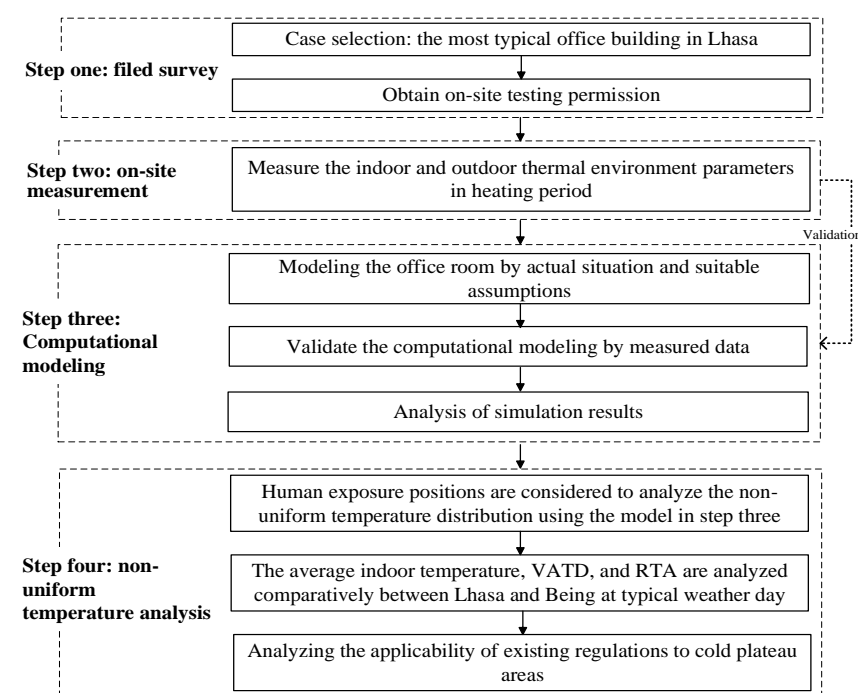 Case selection: the most typical office building in Lhasa
Step one: filed survey
Obtain on-site testing permission
Step two: on-site
measurement
Measure the indoor and outdoor thermal environment parameters
in heating period
Validation
Modeling the office room by actual situation and suitable
assumptions
Step three:
Computational
modeling
Validate the computational modeling by measured data
Analysis of simulation results
Human exposure positions are considered to analyze the non-
uniform temperature distribution using the model in step three
Step four: non-
uniform
temperature analysis
The average indoor temperature, VATD, and RTA are analyzed
comparatively between Lhasa and Being at typical weather day
Analyzing the applicability of existing regulations to cold plateau
areas